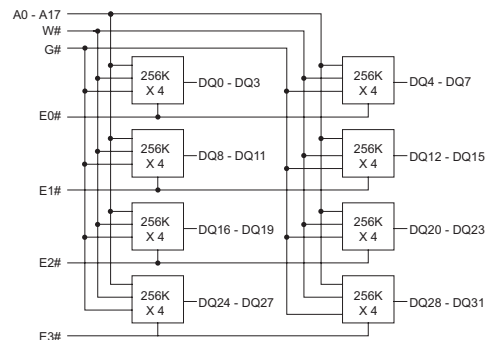 A0 - A17
W#
G#
256K
X 4
DQ0 - DQ3
256K
X 4
DQ4 - DQ7
E0#
256K
X 4
DQ8 - DQ11
256K
X 4
DQ12 - DQ15
E1#
256K
X 4
DQ16 - DQ19
256K
X 4
DQ20 - DQ23
E2#
256K
X 4
DQ24 - DQ27
256K
X 4
DQ28 - DQ31
E3#